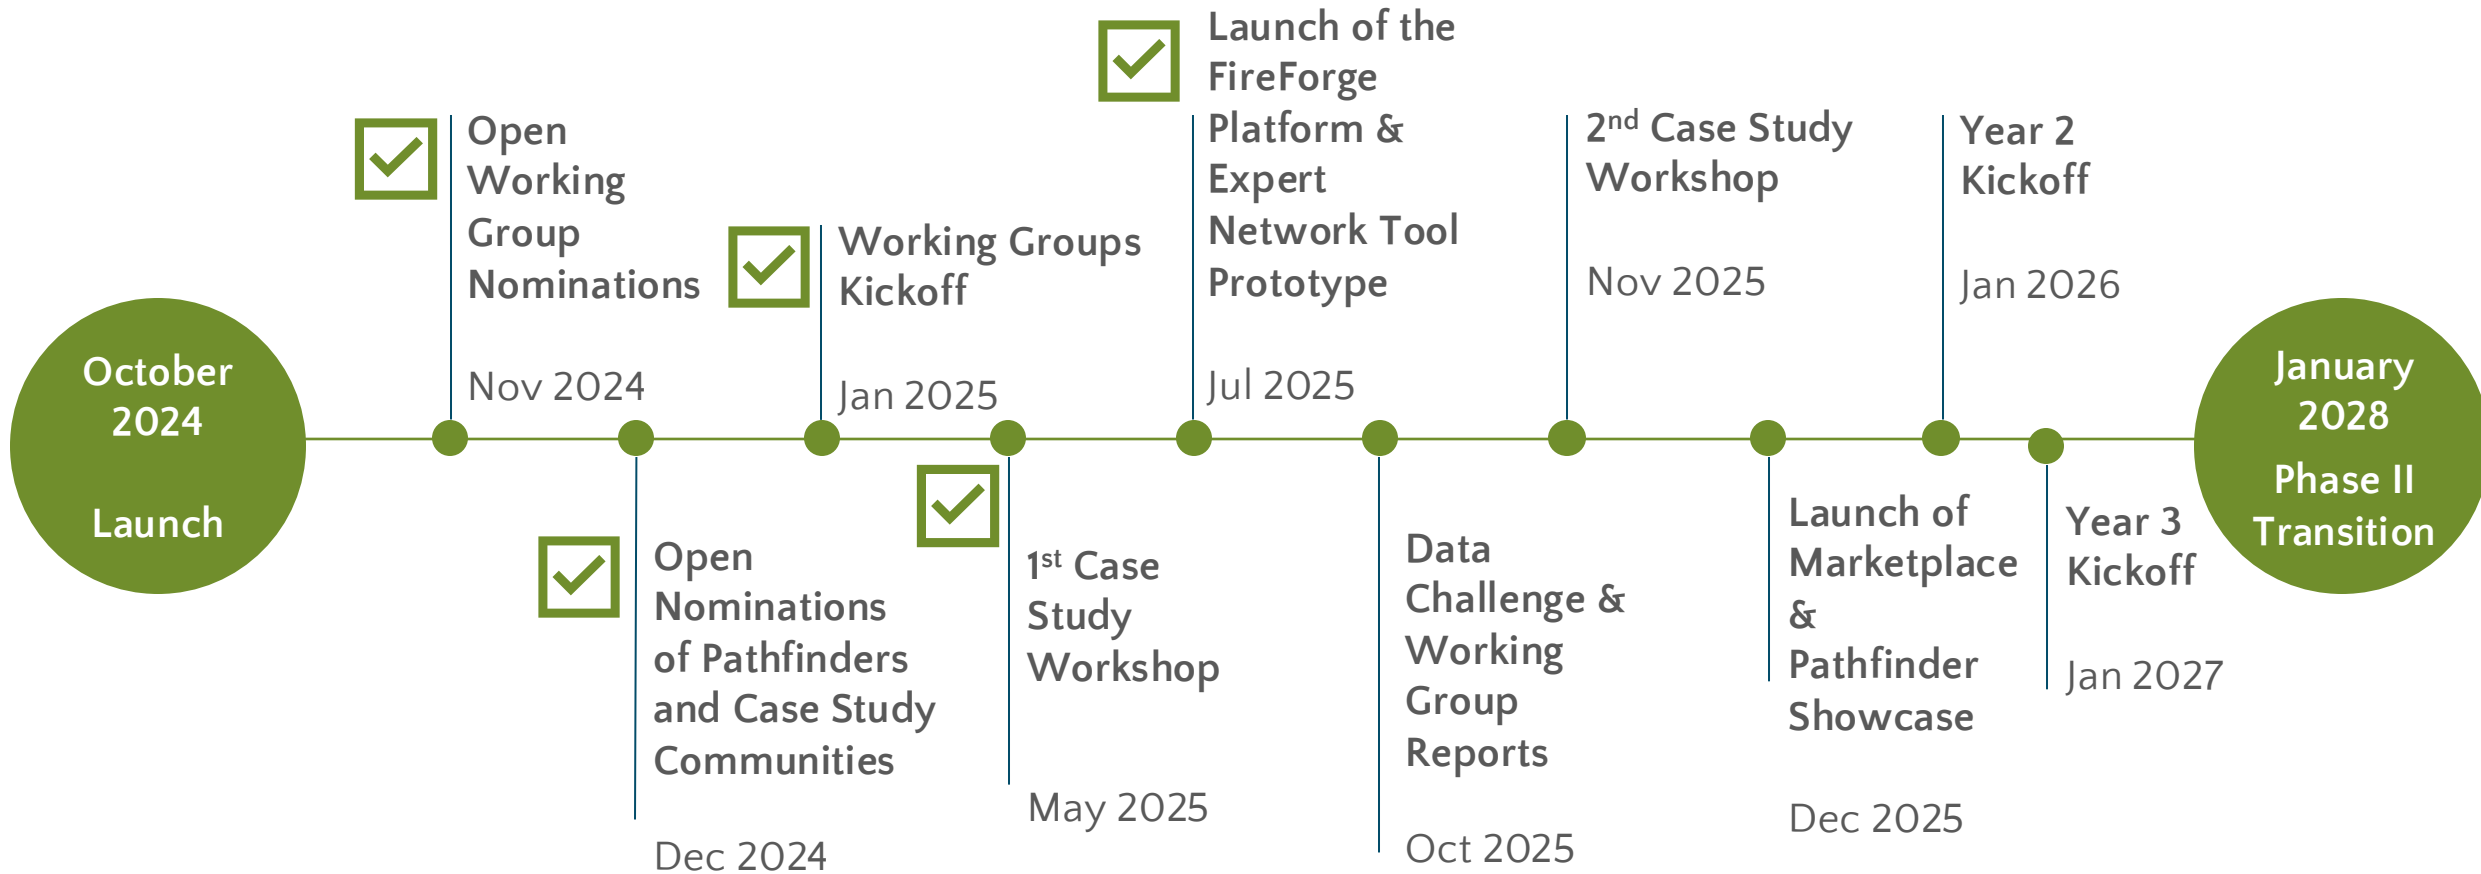 October
2024
Launch
Open
Working
Group
Nominations
Nov 2024
Open
Nominations
of Pathfinders
and Case Study
Communities
Dec 2024
Working Groups
Kickoff
Jan 2025
1st Case
Study
Workshop
May 2025
Launch of the
FireForge
Platform &
Expert
Network Tool
Prototype
Jul 2025
Data
Challenge &
Working
Group
Reports
Oct 2025
2nd Case Study
Workshop
Nov 2025
Launch of
Marketplace
&
Pathfinder
Showcase
Dec 2025
Year 2
Kickoff
Jan 2026
Year 3
Kickoff
Jan 2027
January
2028
Phase II
Transition